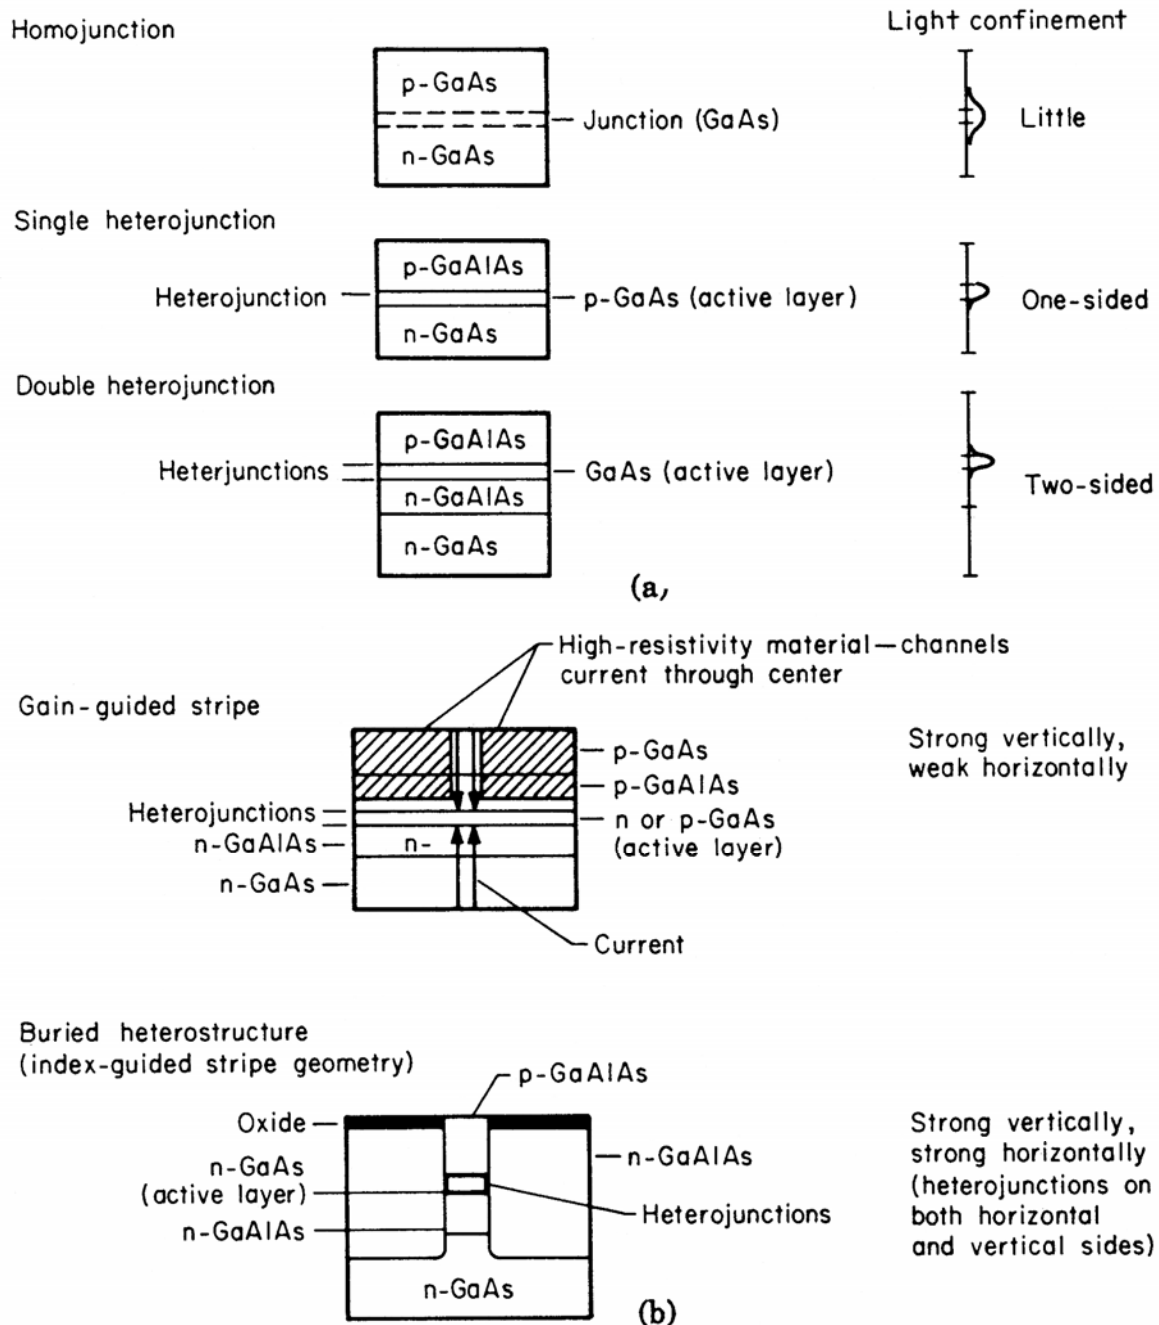 Homojunction
Light confinement
p-GaAs
Junction (GaAs)
n-GaAs
Little
Single heterojunction
p-GaAlAs
Heterojunction
p-GaAs (active layer)
n-GaAs
One-sided
Double heterojunction
p-GaAlAs
Heterjunctions
GaAs (active layer)
n-GaAlAs
Two-sided
n-GaAs
(a,
High-resistivity material—channels
current through center
Gain-guided stripe
p-GaAs
p-GaAlAs
Strong vertically,
weak horizontally
Heterojunctions
n or p-GaAs
(active layer)
n-GaAlAs
n-
n-GaAs
Current
Buried heterostructure
(index-guided stripe geometry)
p-GaAlAs
Oxide
n-GaAs
(active layer)
n-GaAlAs
n-GaAlAs
Heterojunctions
Strong vertically,
strong horizontally
(heterojunctions on
both horizontal
and vertical sides)
n-GaAs
(b)